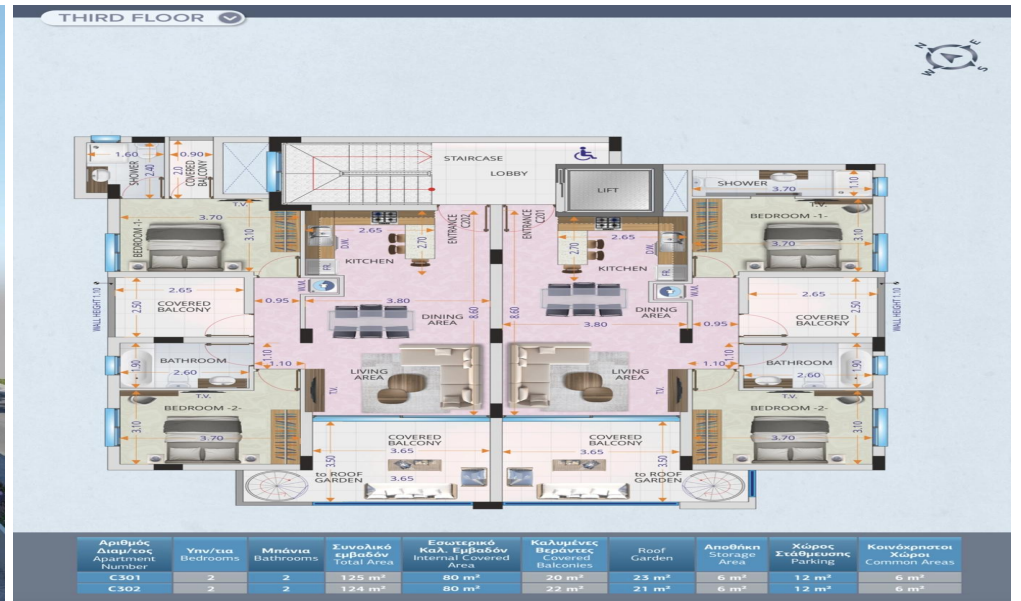 THIRD FLOOR
N E
W S
STAIRCASE
LOBBY
LIFT
1.60 0.90
SHOWER 2.40
2.0 COVERED BALCONY
SHOWER
3.70
1.10
T.V.
3.70
BEDROOM -1-
3.10
2.65
D.W.
2.70
ENTRANCE C202
ENTRANCE C201
KITCHEN
FR.
W.M.
2.70
2.65
D.W.
KITCHEN
FR.
W.M.
T.V.
BEDROOM -1-
3.70
3.10
WALL HEIGHT 1.10
2.65
2.50
COVERED BALCONY
0.95
3.80
DINING AREA
8.60
8.60
DINING AREA
3.80
0.95
2.65
2.50
COVERED BALCONY
WALL HEIGHT 1.10
BATHROOM
1.90
2.60
1.10
1.10
LIVING AREA
T.V.
LIVING AREA
T.V.
1.10
1.10
BATHROOM
2.60
1.90
T.V.
BEDROOM -2-
3.10
3.70
COVERED BALCONY
3.65
3.50
to ROOF GARDEN
3.65
COVERED BALCONY
3.65
3.50
to ROOF GARDEN
T.V.
BEDROOM -2-
3.70
3.10
Αριθμός Διαμ/τος Apartment Number
Υπν/τια Bedrooms
Μπάνια Bathrooms
Συνολικό εμβαδόν Total Area
Εσωτερικό Καλ. Εμβαδόν Internal Covered Area
Καλυμένες Βεράντες Covered Balconies
Roof Garden
Αποθήκη Storage Area
Χώρος Στάθμευσης Parking
Κοινόχρηστοι Χώροι Common Areas
C301 2 2 125 m² 80 m² 20 m² 23 m² 6 m² 12 m² 6 m²
C302 2 2 124 m² 80 m² 22 m² 21 m² 6 m² 12 m² 6 m²